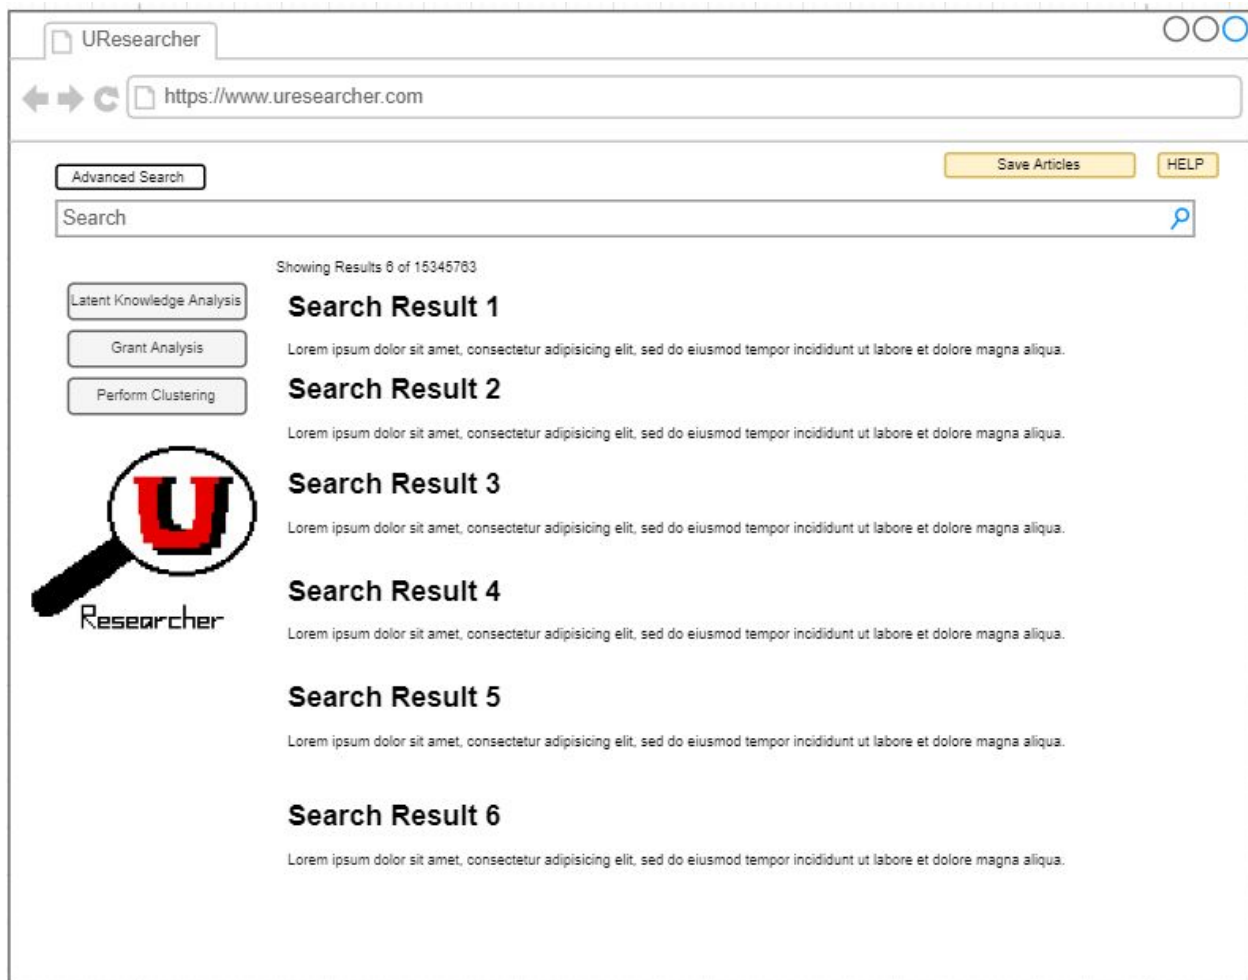 UResearcher
https://www.uresearcher.com
Advanced Search
Save Articles
HELP
Search
Showing Results 6 of 15345763
Latent Knowledge Analysis
Grant Analysis
Perform Clustering
U
Researcher
Search Result 1
Lorem ipsum dolor sit amet, consectetur adipisicing elit, sed do eiusmod tempor incididunt ut labore et dolore magna aliqua.
Search Result 2
Lorem ipsum dolor sit amet, consectetur adipisicing elit, sed do eiusmod tempor incididunt ut labore et dolore magna aliqua.
Search Result 3
Lorem ipsum dolor sit amet, consectetur adipisicing elit, sed do eiusmod tempor incididunt ut labore et dolore magna aliqua.
Search Result 4
Lorem ipsum dolor sit amet, consectetur adipisicing elit, sed do eiusmod tempor incididunt ut labore et dolore magna aliqua.
Search Result 5
Lorem ipsum dolor sit amet, consectetur adipisicing elit, sed do eiusmod tempor incididunt ut labore et dolore magna aliqua.
Search Result 6
Lorem ipsum dolor sit amet, consectetur adipisicing elit, sed do eiusmod tempor incididunt ut labore et dolore magna aliqua.